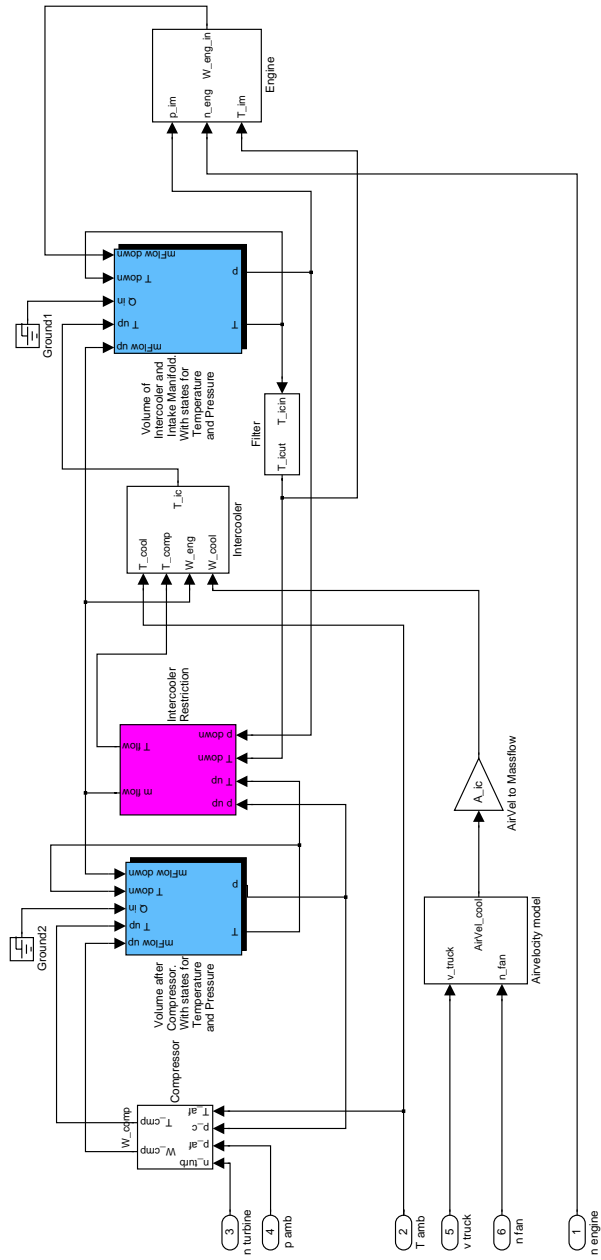 W_eng_in
p_im
n_eng
T_im
Engine
mFlow down
T down
Q in
T up
mFlow up
p
T
Ground1
Volume of
Intercooler and
Intake Manifold.
With states for
Temperature
and Pressure
T_icut
T_icin
Filter
T_cool
T_comp
W_eng
W_cool
T_ic
Intercooler
Intercooler
Restriction
T flow
m flow
p down
T down
T up
p up
A_ic
AirVel to Massflow
mFlow down
T down
Q in
T up
mFlow up
p
T
Ground2
Volume after
Compressor.
With states for
Temperature
and Pressure
v_truck
AirVel_cool
n_fan
Airvelocity model
Compressor
W_comp
T_cmp
W_cmp
T_af
p_c
p_af
n_turb
3
n turbine
4
p amb
2
T amb
5
v truck
6
n fan
1
n engine